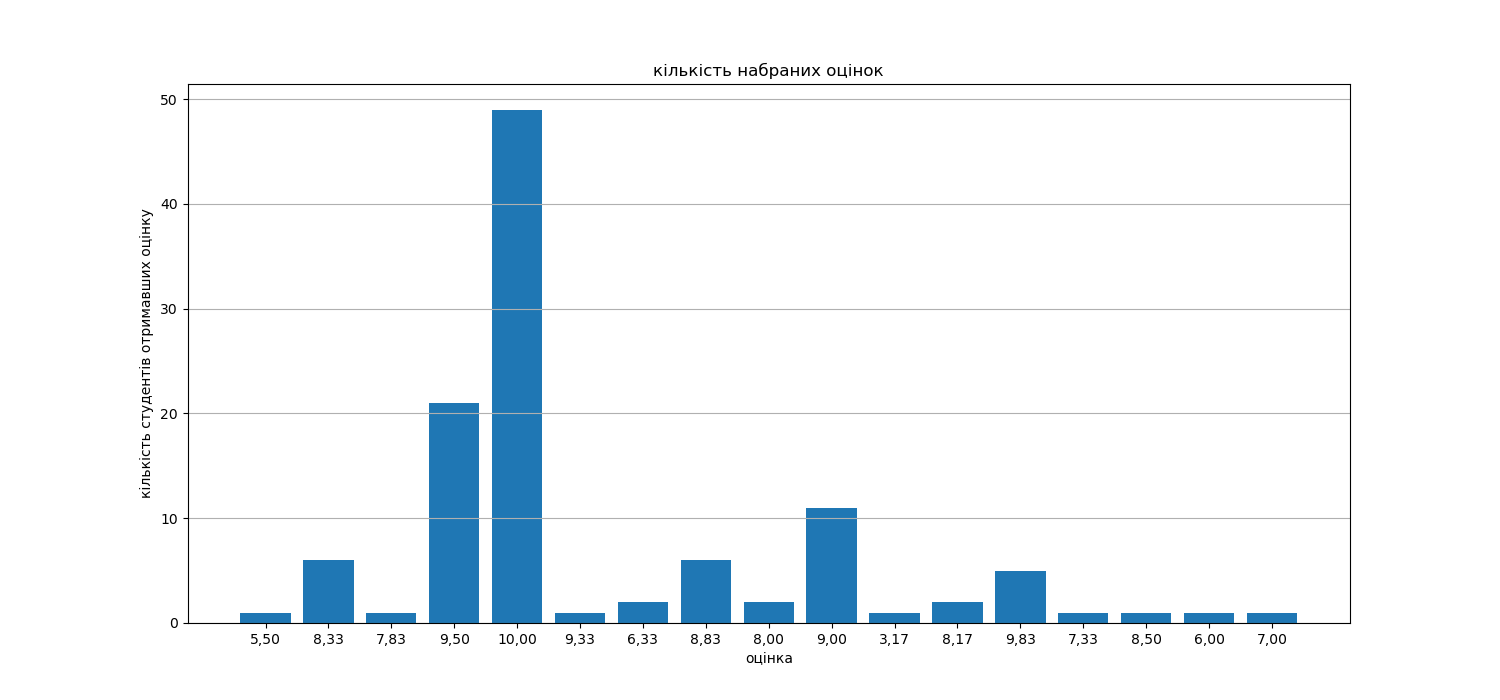 кількість набраних оцінок
50
40
30
20
10
0
кількість студентів отримавших оцінку
5,50 8,33 7,83 9,50 10,00 9,33 6,33 8,83 8,00 9,00 3,17 8,17 9,83 7,33 8,50 6,00 7,00
оцінка